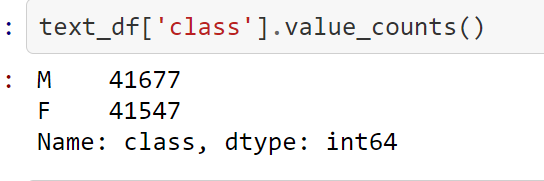 : text_df['class'].value_counts()
: M 41677
F 41547
Name: class, dtype: int64